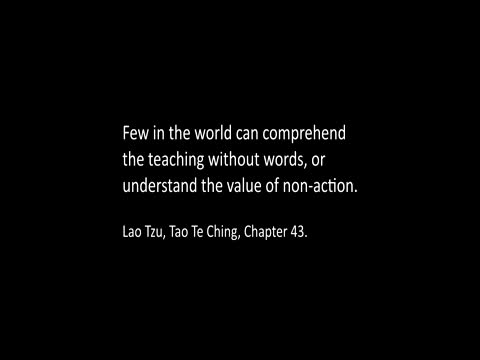 Few in the world can comprehend
the teaching without words, or
understand the value of non-action.
Lao Tzu, Tao Te Ching, Chapter 43.